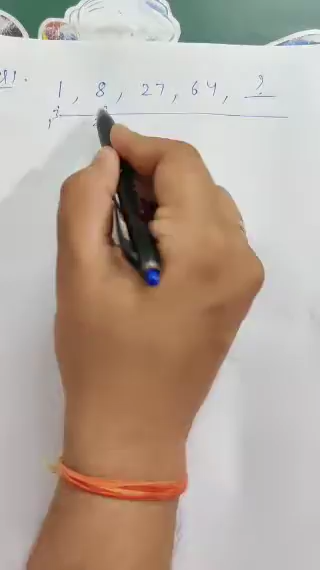 1, 8, 27, 64, ?